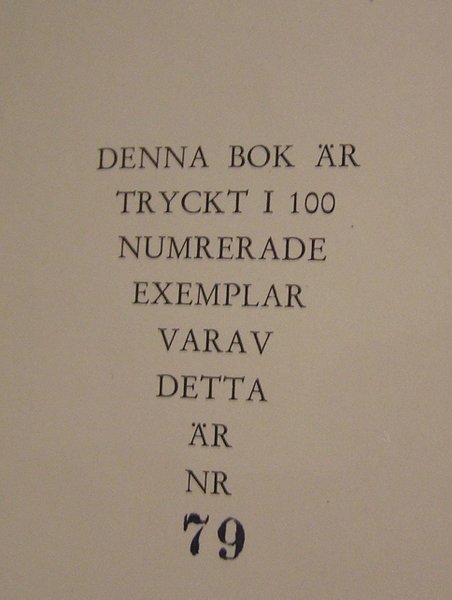 DENNA BOK ÄR
TRYCKT I 100
NUMRERADE
EXEMPLAR
VARAV
DETTA
ÄR
NR
79